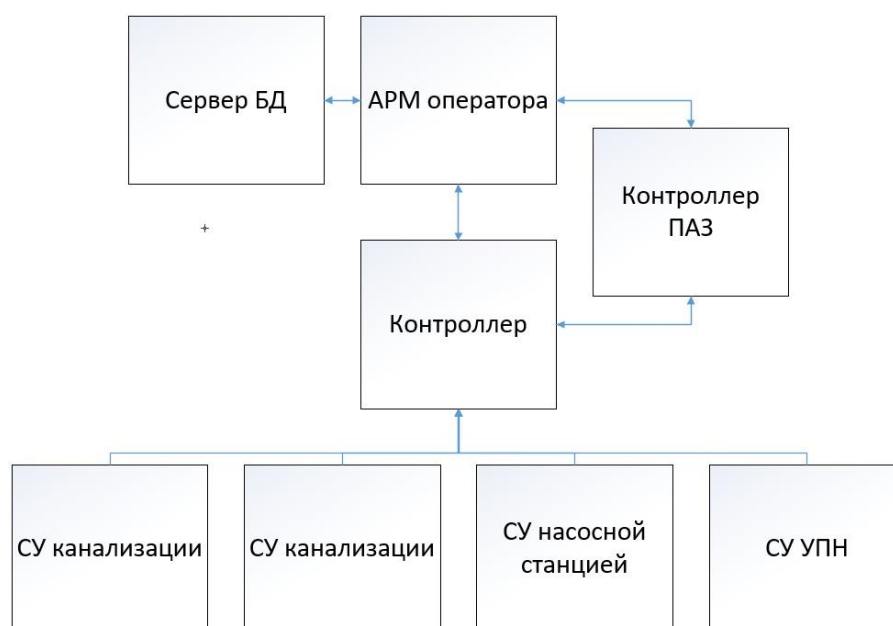 Сервер БД
АРМ оператора
Контроллер
ПАЗ
Контроллер
СУ канализации
СУ канализации
СУ насосной
станцией
СУ УПН